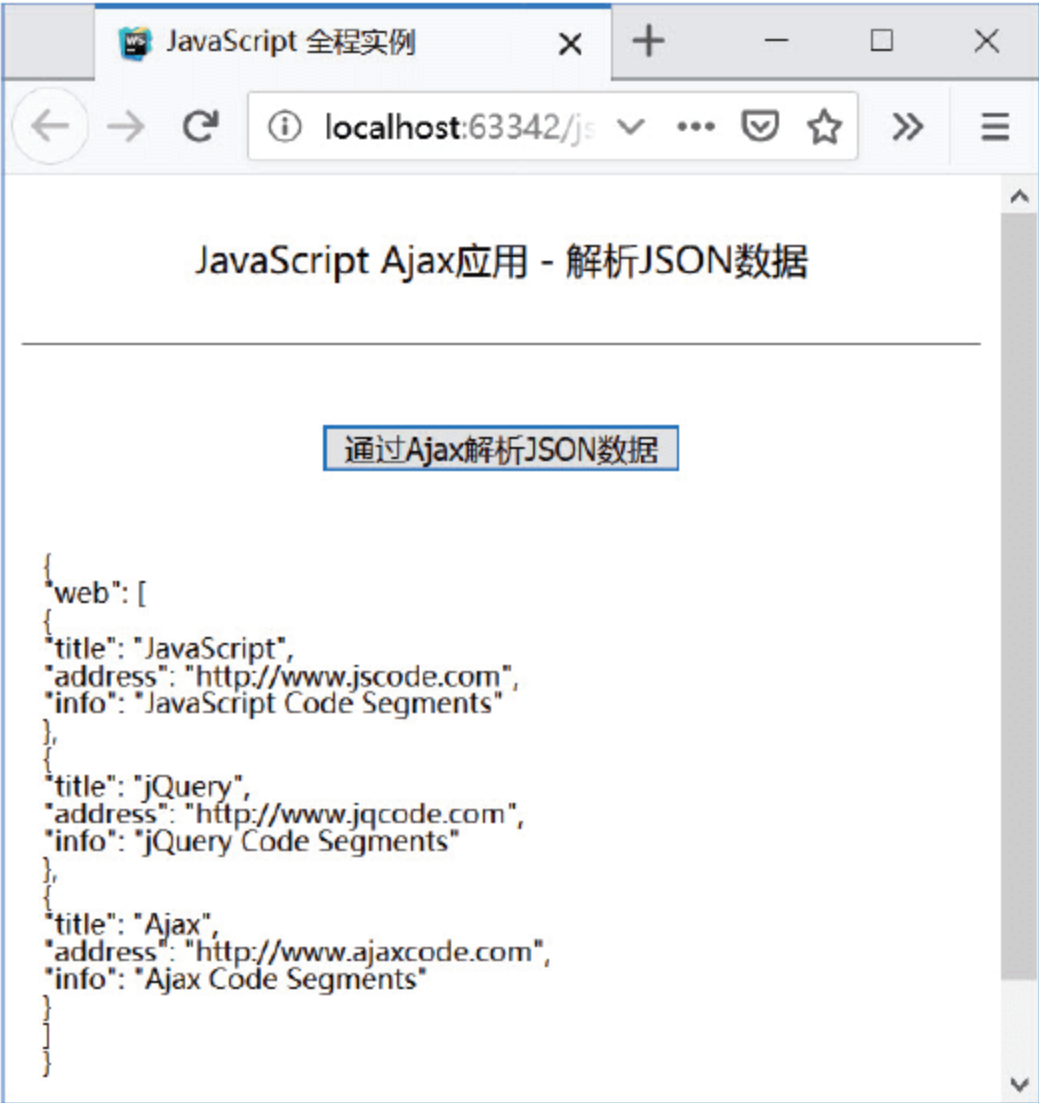 JavaScript 全程实例
localhost:63342/js
JavaScript Ajax应用 - 解析JSON数据
通过Ajax解析JSON数据
{
"web": [
{
"title": "JavaScript",
"address": "http://www.jscode.com",
"info": "JavaScript Code Segments"
},
{
"title": "jQuery",
"address": "http://www.jqcode.com",
"info": "jQuery Code Segments"
},
{
"title": "Ajax",
"address": "http://www.ajaxcode.com",
"info": "Ajax Code Segments"
}
]
}